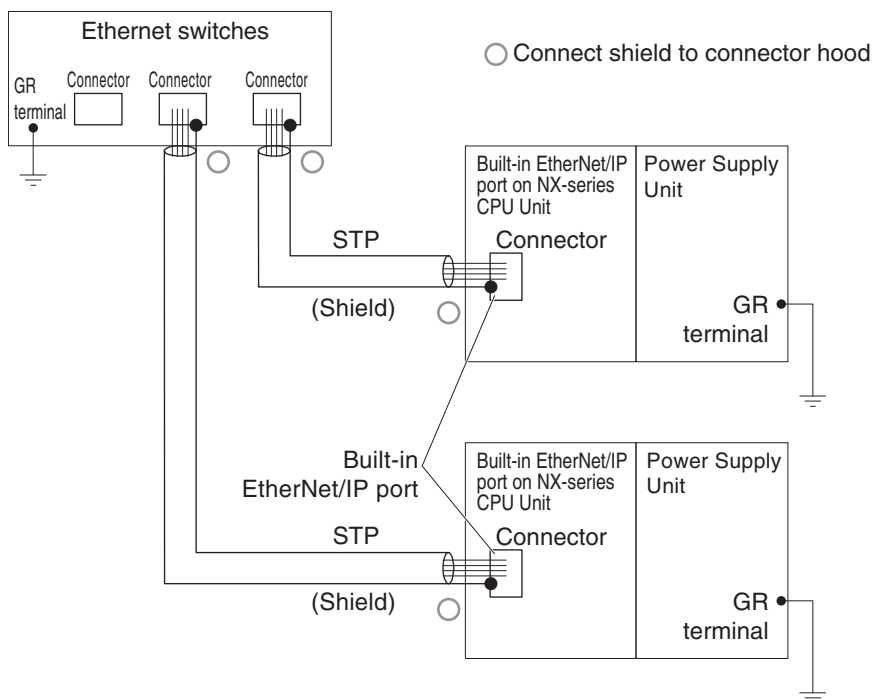 Ethernet switches
Connect shield to connector hood
GR
terminal
Connector
Connector
Connector
Built-in EtherNet/IP
port on NX-series
CPU Unit
Power Supply
Unit
STP
Connector
(Shield)
GR
terminal
Built-in
EtherNet/IP port
Built-in EtherNet/IP
port on NX-series
CPU Unit
Power Supply
Unit
STP
Connector
(Shield)
GR
terminal